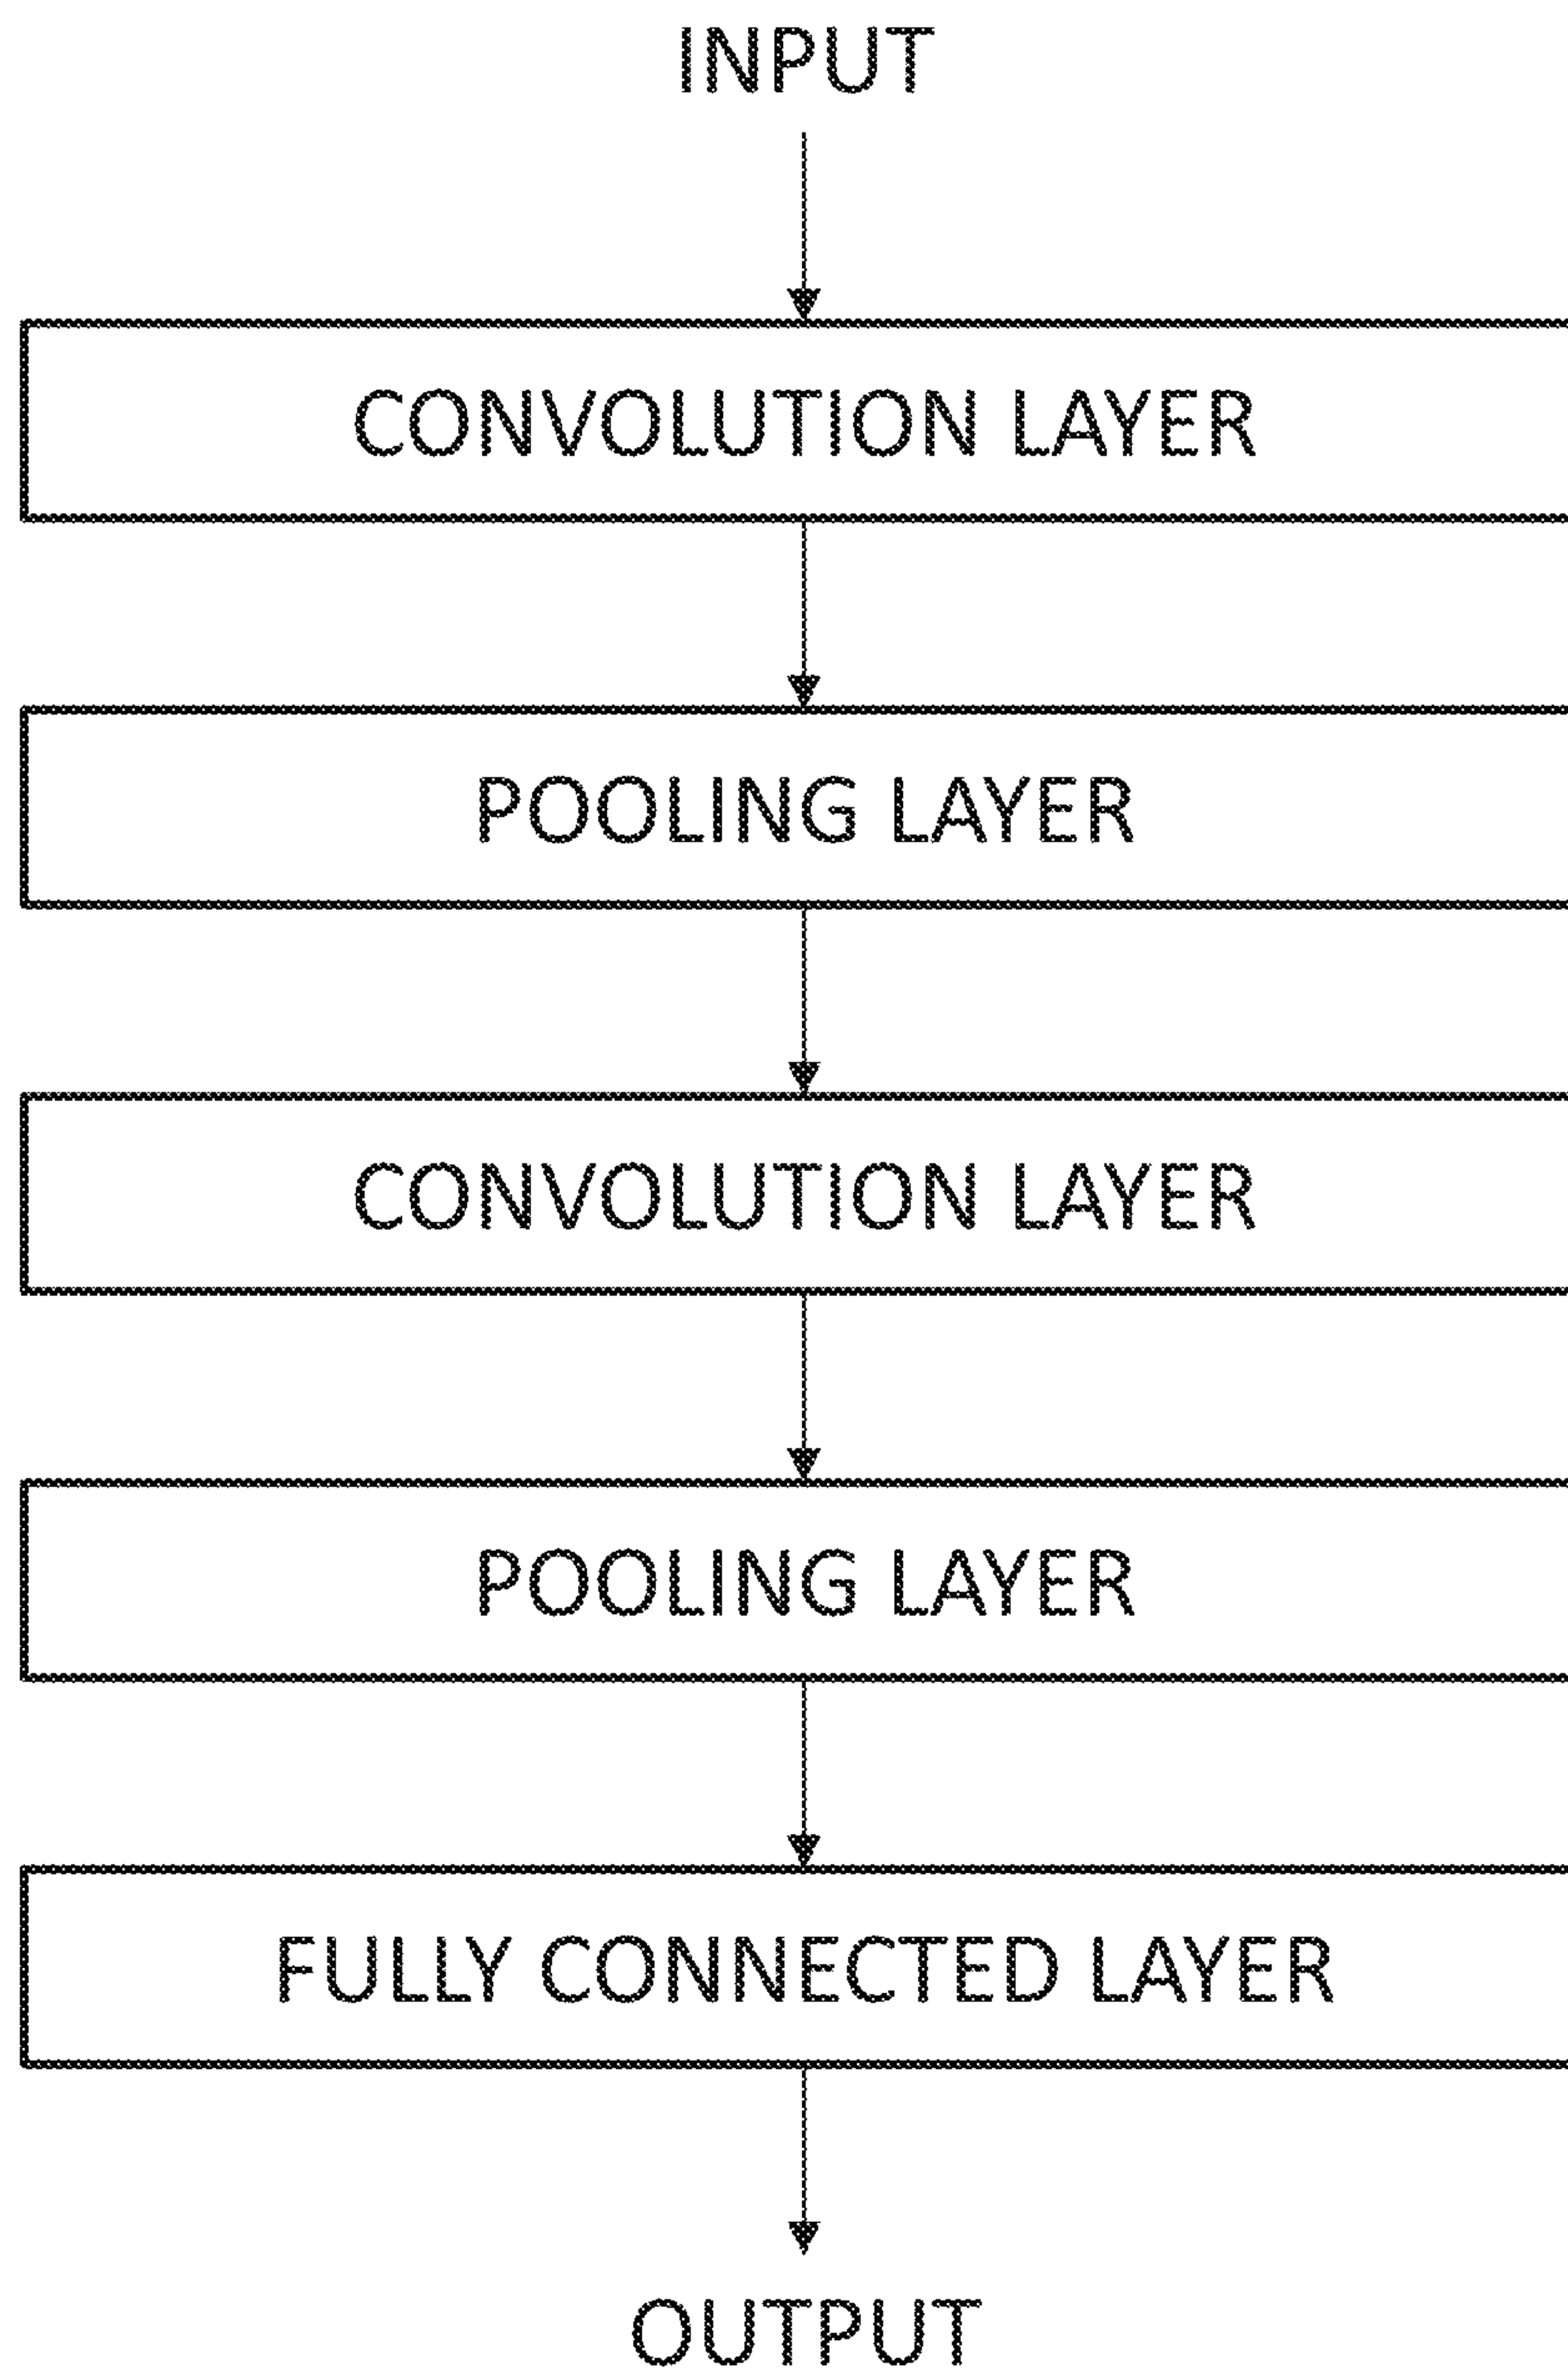 INPUT
CONVOLUTION LAYER
POOLING LAYER
CONVOLUTION LAYER
POOLING LAYER
FULLY CONNECTED LAYER
OUTPUT